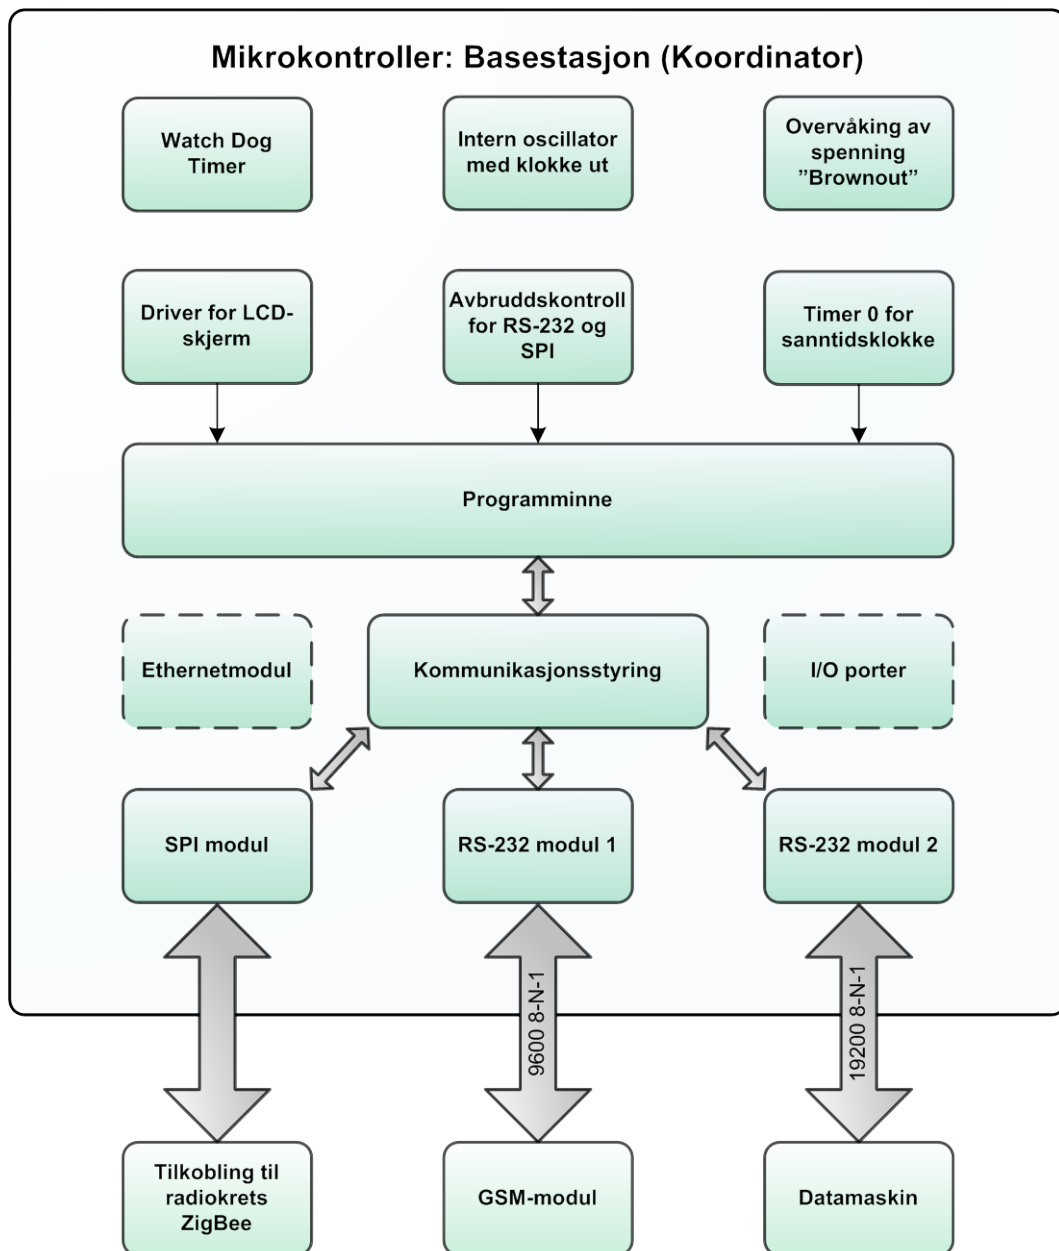 Mikrokontroller: Basestasjon (Koordinator)
Watch Dog
Timer
Intern oscillator
med klokke ut
Overvåking av
spenning
”Brownout”
Driver for LCD-
skjerm
Avbruddskontroll
for RS-232 og
SPI
Timer 0 for
sanntidsklokke
Programminne
Ethernetmodul
Kommunikasjonsstyring
I/O porter
SPI modul
RS-232 modul 1
RS-232 modul 2
9600 8-N-1
19200 8-N-1
Tilkobling til
radiokrets
ZigBee
GSM-modul
Datamaskin